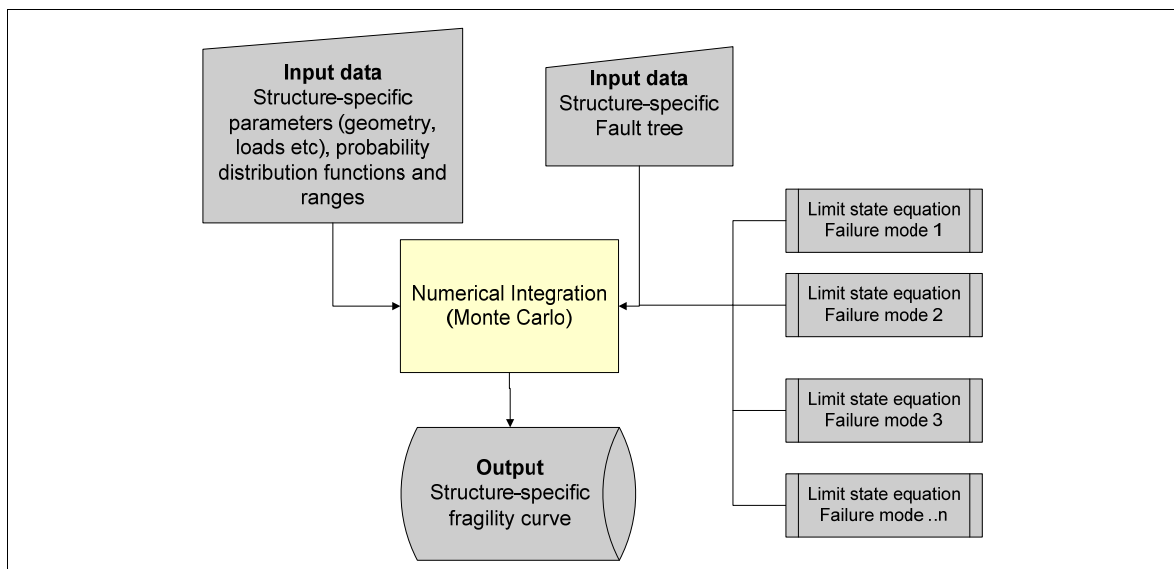 Input data
Structure-specific
parameters (geometry,
loads etc), probability
distribution functions and
ranges
Input data
Structure-specific
Fault tree
Limit state equation
Failure mode 1
Numerical Integration
(Monte Carlo)
Limit state equation
Failure mode 2
Limit state equation
Failure mode 3
Output
Structure-specific
fragility curve
Limit state equation
Failure mode ..n